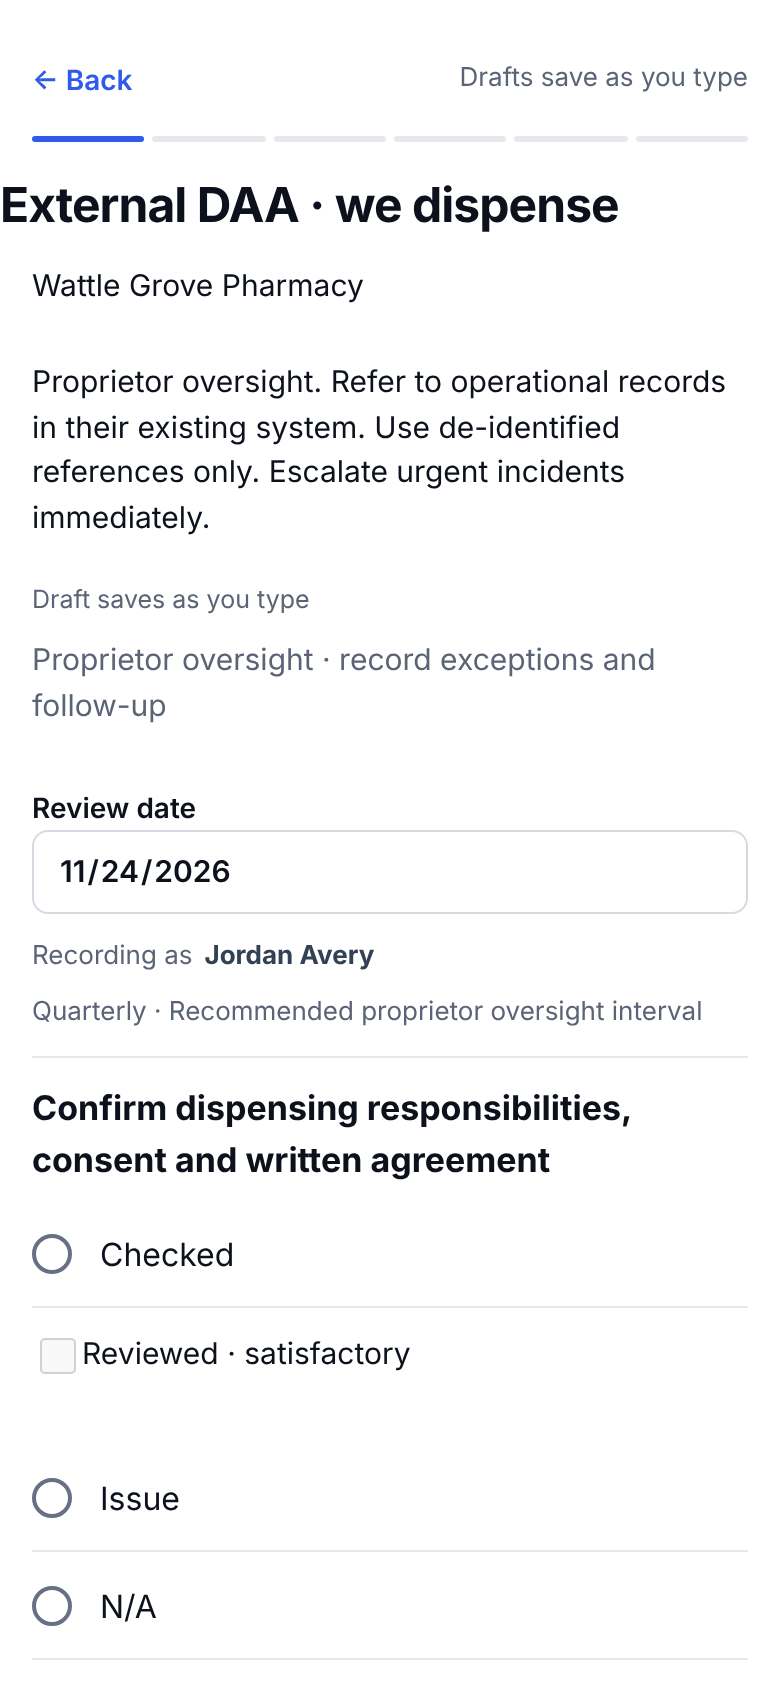 ← Back
Drafts save as you type
External DAA · we dispense
Wattle Grove Pharmacy
Proprietor oversight. Refer to operational records
in their existing system. Use de-identified
references only. Escalate urgent incidents
immediately.
Draft saves as you type
Proprietor oversight · record exceptions and
follow-up
Review date
11/24/2026
Recording as Jordan Avery
Quarterly · Recommended proprietor oversight interval
Confirm dispensing responsibilities,
consent and written agreement
Checked
Reviewed · satisfactory
Issue
N/A